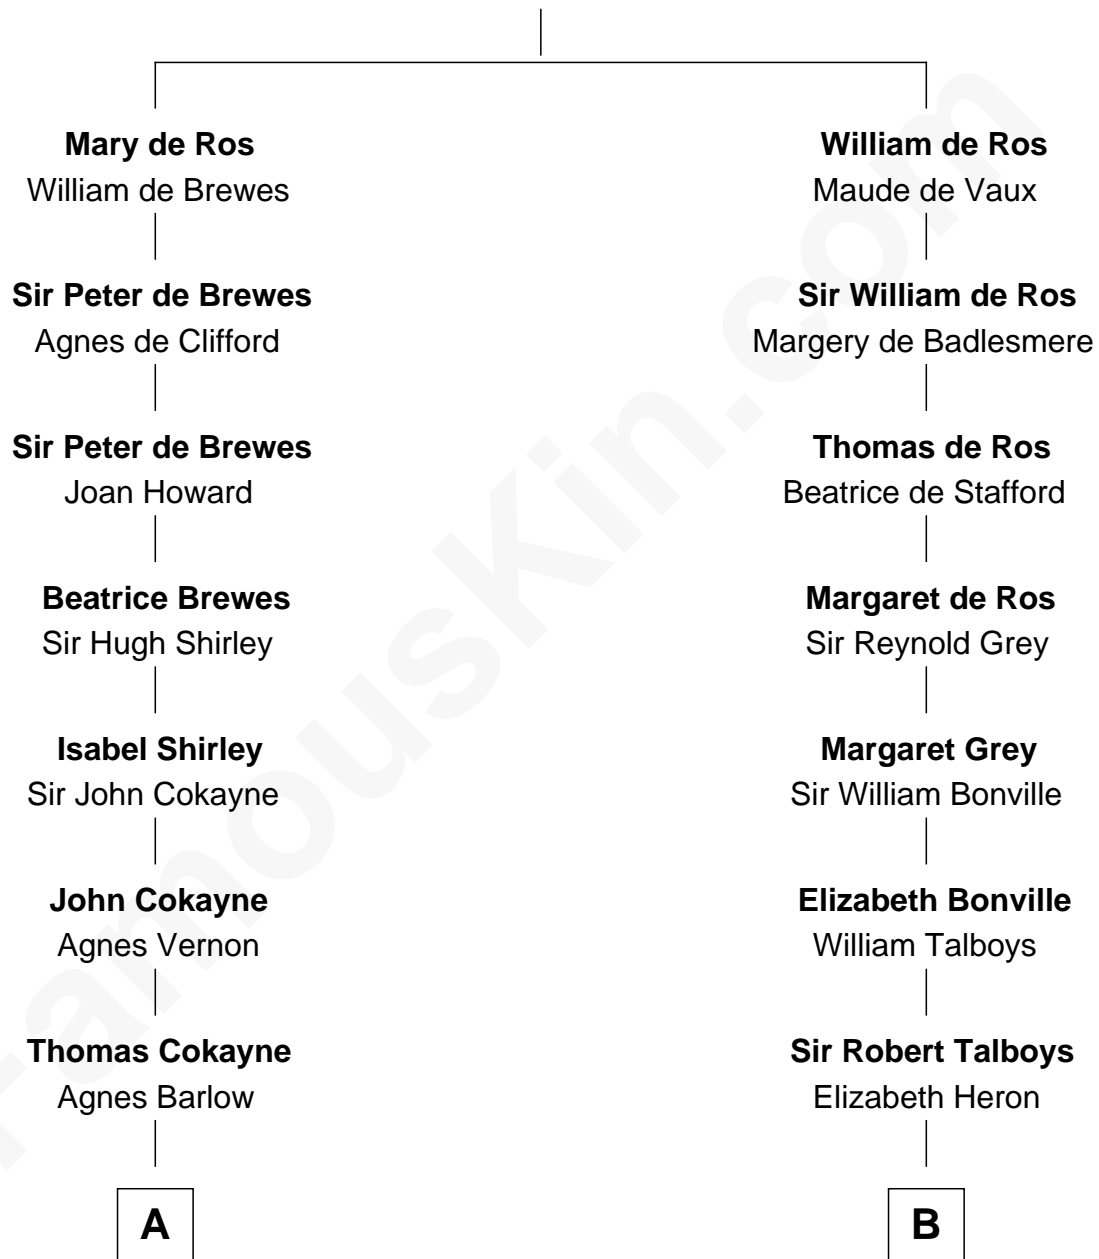 Mary de Ros
William de Brewes
Sir Peter de Brewes
Agnes de Clifford
Sir Peter de Brewes
Joan Howard
Beatrice Brewes
Sir Hugh Shirley
Isabel Shirley
Sir John Cokayne
John Cokayne
Agnes Vernon
Thomas Cokayne
Agnes Barlow
A
William de Ros
Maude de Vaux
Sir William de Ros
Margery de Badlesmere
Thomas de Ros
Beatrice de Stafford
Margaret de Ros
Sir Reynold Grey
Margaret Grey
Sir William Bonville
Elizabeth Bonville
William Talboys
Sir Robert Talboys
Elizabeth Heron
B
FamousKin.com